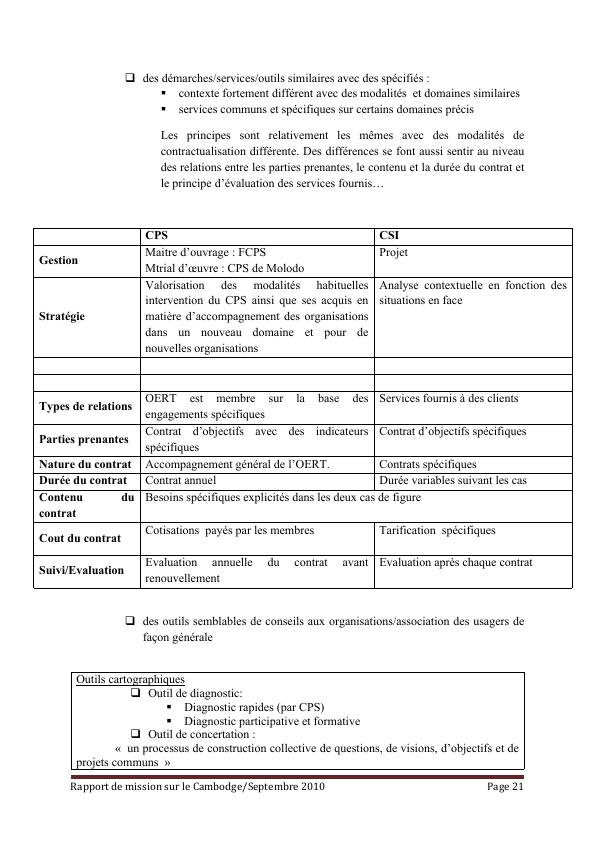 ❑ des démarches/services/outils similaires avec des spécifiés :
▪ contexte fortement différent avec des modalités et domaines similaires
▪ services communs et spécifiques sur certains domaines précis
Les principes sont relativement les mêmes avec des modalités de
contractualisation différente. Des différences se font aussi sentir au niveau
des relations entre les parties prenantes, le contenu et la durée du contrat et
le principe d’évaluation des services fournis…
CPS CSI
Gestion
Maitre d’ouvrage : FCPS
Mtrial d’œuvre : CPS de Molodo
Projet
Stratégie
Valorisation des modalités habituelles
intervention du CPS ainsi que ses acquis en
matière d’accompagnement des organisations
dans un nouveau domaine et pour de
nouvelles organisations
Analyse contextuelle en fonction des
situations en face
Types de relations
OERT est membre sur la base des
engagements spécifiques
Services fournis à des clients
Parties prenantes
Contrat d’objectifs avec des indicateurs
spécifiques
Contrat d’objectifs spécifiques
Nature du contrat Accompagnement général de l’OERT. Contrats spécifiques
Durée du contrat Contrat annuel Durée variables suivant les cas
Contenu du
contrat
Besoins spécifiques explicités dans les deux cas de figure
Cout du contrat
Cotisations payés par les membres
Tarification spécifiques
Suivi/Evaluation
Evaluation annuelle du contrat avant
renouvellement
Evaluation après chaque contrat
❑ des outils semblables de conseils aux organisations/association des usagers de
façon générale
Outils cartographiques
❑ Outil de diagnostic:
▪ Diagnostic rapides (par CPS)
▪ Diagnostic participative et formative
❑ Outil de concertation :
« un processus de construction collective de questions, de visions, d’objectifs et de
projets communs »
Rapport de mission sur le Cambodge/Septembre 2010 Page 21